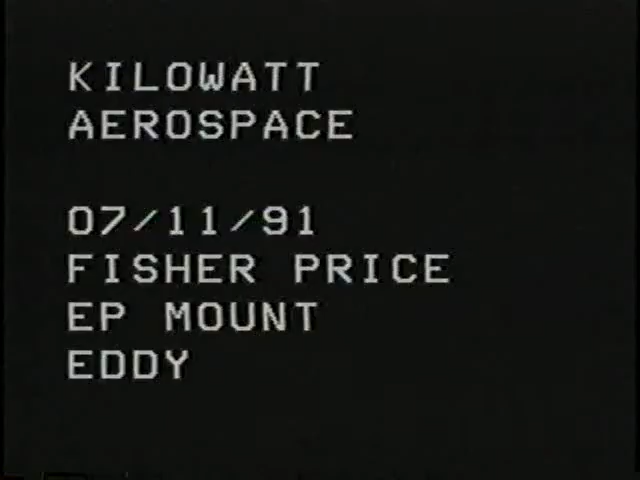 KILOWATT
AEROSPACE
07/11/91
FISHER PRICE
EP MOUNT
EDDY